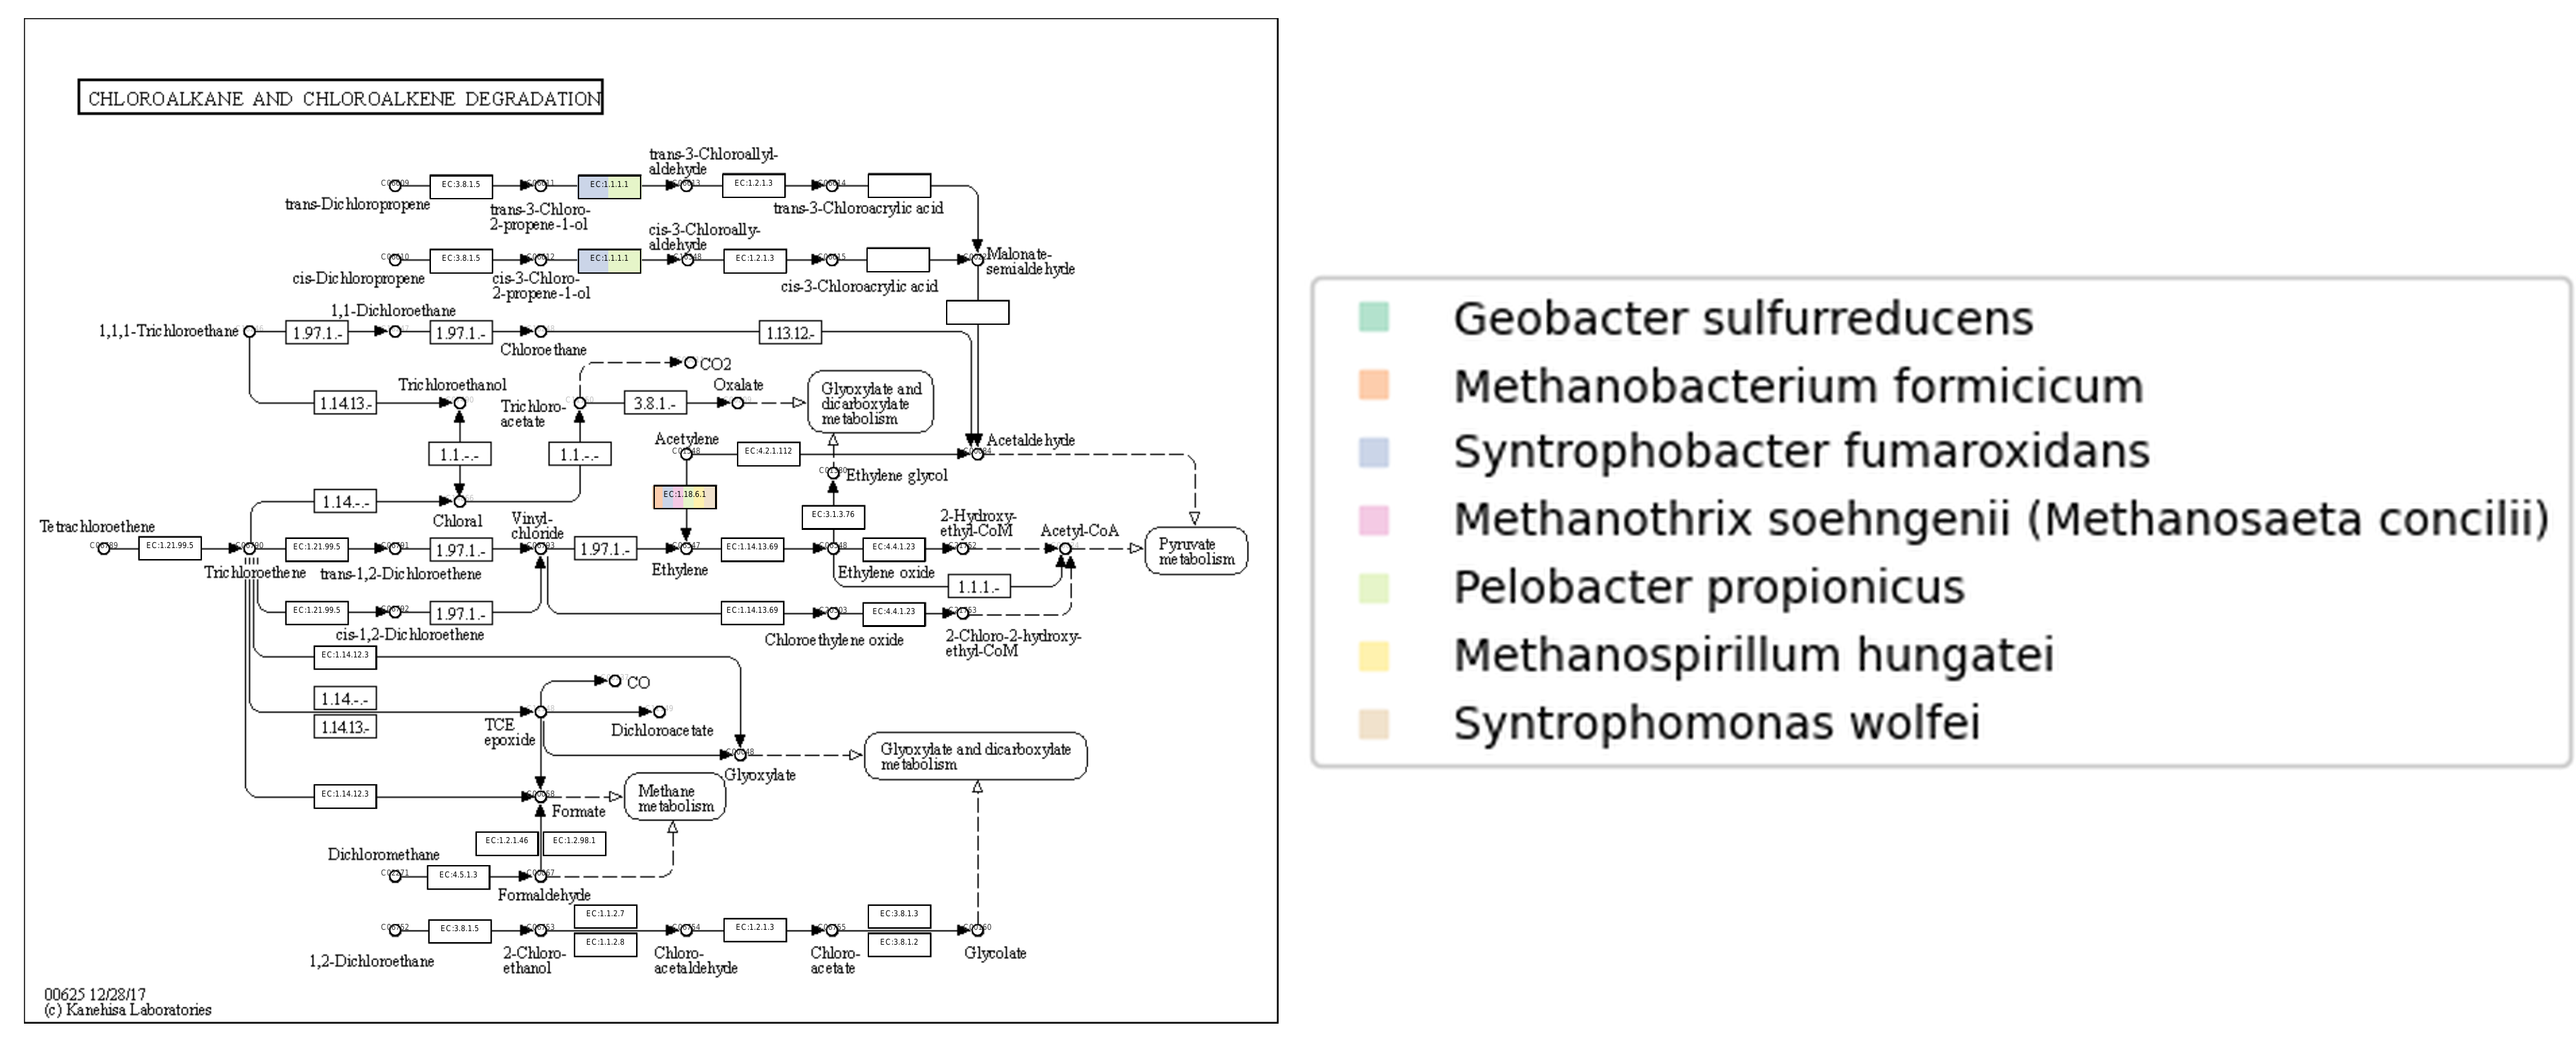 CHLOROALKANE AND CHLOROALKENE DEGRADATION
trans-3-Chloroallyl-
aldehyde
EC:3.8.1.5
EC:1.1.1.1
EC:1.2.1.3
trans-Dichloropropene
trans-3-Chloro-
2-propene-1-ol
trans-3-Chloroacrylic acid
cis-3-Chloroally-
aldehyde
EC:3.8.1.5
EC:1.1.1.1
EC:1.2.1.3
Malonate-
semialdehyde
cis-Dichloropropene
cis-3-Chloro-
2-propene-1-ol
cis-3-Chloroacrylic acid
1,1-Dichloroethane
1,1,1-Trichloroethane
1.97.1.-
1.97.1.-
1.13.12.-
Chloroethane
CO2
Trichloroethanol
Oxalate
Glyoxylate and
dicarboxylate
metabolism
1.14.13.-
Trichloro-
acetate
3.8.1.-
Acetylene
Acetaldehyde
1.1.-.-
1.1.-.-
EC:4.2.1.112
Ethylene glycol
1.14.-.-
EC:1.18.6.1
Chloral
EC:3.1.3.76
Tetrachloroethene
Vinyl-
chloride
2-Hydroxy-
ethyl-CoM
Acetyl-CoA
EC:1.21.99.5
EC:1.21.99.5
1.97.1.-
1.97.1.-
EC:1.14.13.69
EC:4.4.1.23
Pyruvate
metabolism
Trichloroethene
trans-1,2-Dichloroethene
Ethylene
Ethylene oxide
1.1.1.-
EC:1.21.99.5
1.97.1.-
EC:1.14.13.69
EC:4.4.1.23
cis-1,2-Dichloroethene
Chloroethylene oxide
2-Chloro-2-hydroxy-
ethyl-CoM
EC:1.14.12.3
CO
1.14.-.-
1.14.13.-
TCE
epoxide
Dichloroacetate
Glyoxylate and dicarboxylate
metabolism
Glyoxylate
EC:1.14.12.3
Methane
metabolism
Formate
EC:1.2.1.46
EC:1.2.98.1
Dichloromethane
EC:4.5.1.3
Formaldehyde
EC:1.1.2.7
EC:3.8.1.3
EC:3.8.1.5
EC:1.2.1.3
EC:1.1.2.8
EC:3.8.1.2
1,2-Dichloroethane
2-Chloro-
ethanol
Chloro-
acetaldehyde
Chloro-
acetate
Glycolate
00625 12/28/17
(c) Kanehisa Laboratories
Geobacter sulfurreducens
Methanobacterium formicicum
Syntrophobacter fumaroxidans
Methanothrix soehngenii (Methanosaeta concilii)
Pelobacter propionicus
Methanospirillum hungatei
Syntrophomonas wolfei